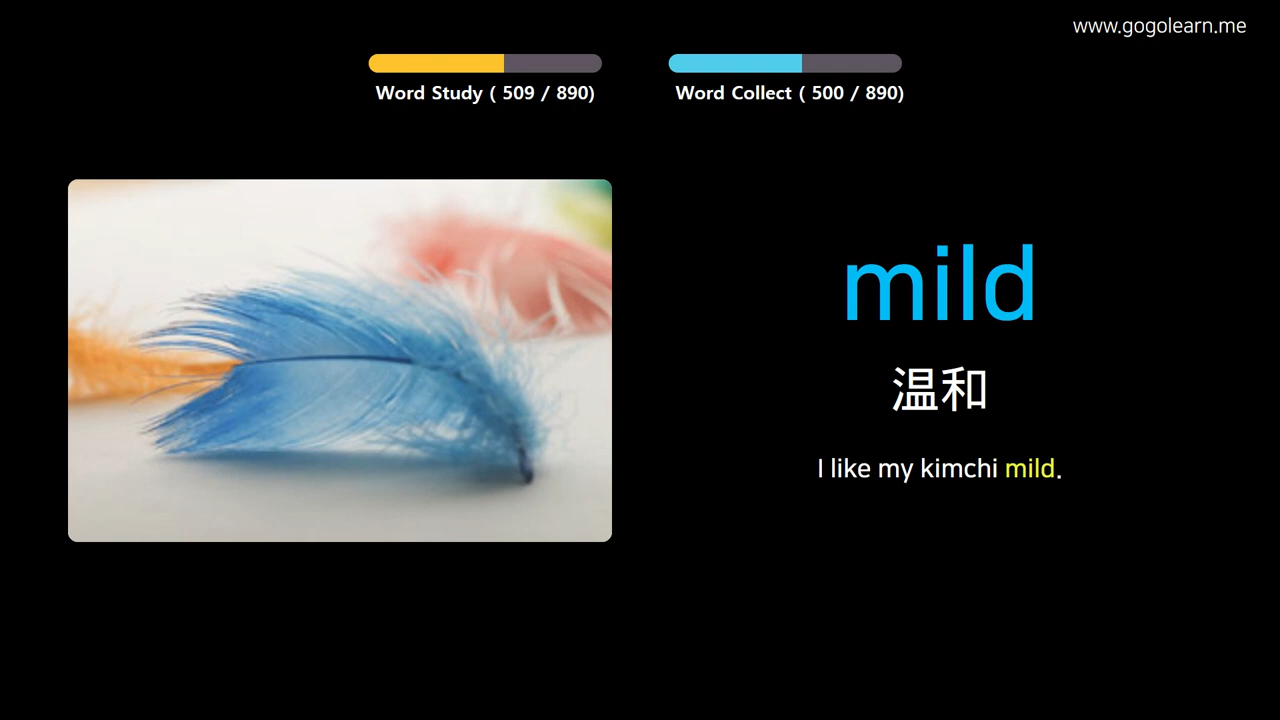 www.gogolearn.me
Word Study ( 509 / 890)
Word Collect ( 500 / 890)
mild
温和
I like my kimchi mild.